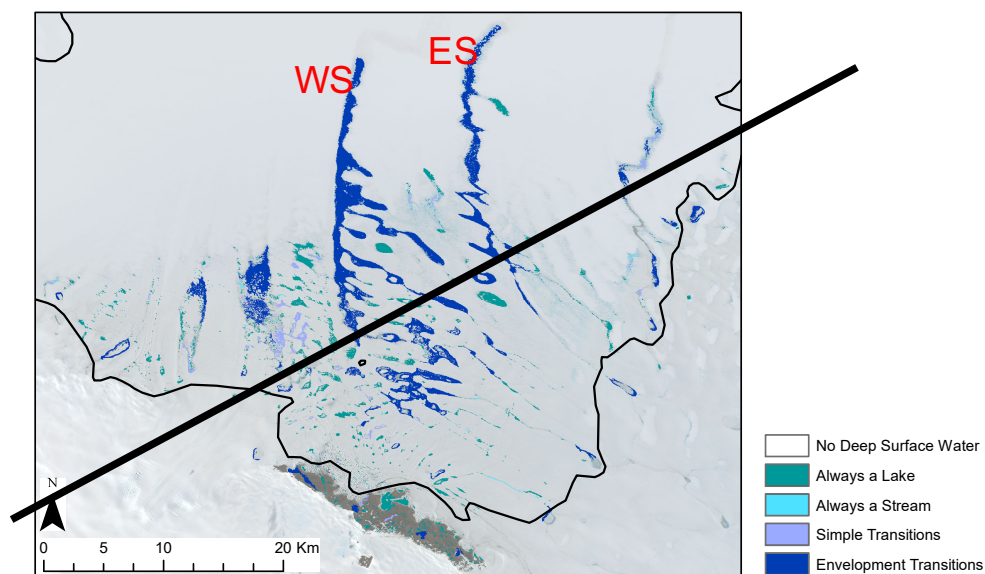 WS
ES
N
0 5 10 20 Km
No Deep Surface Water
Always a Lake
Always a Stream
Simple Transitions
Envelopment Transitions